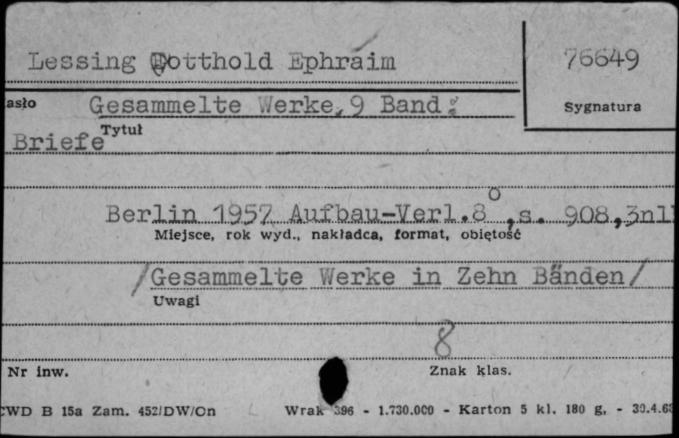 Lessing Gotthold Ephraim
76649
asło
Gesammelte Werke, 9 Band:
Sygnatura
Tytuł
Briefe
Berlin 1957 Aufbau-Verl.8°,s. 908,3nl
Miejsce, rok wyd., nakładca, format, objętość
/Gesammelte Werke in Zehn Bänden/
Uwagi
8
Nr inw.
Znak klas.
CWD B 15a Zam. 452/DW/On
Wrak 396 - 1.730.000 - Karton 5 kl. 180 g. - 30.4.6